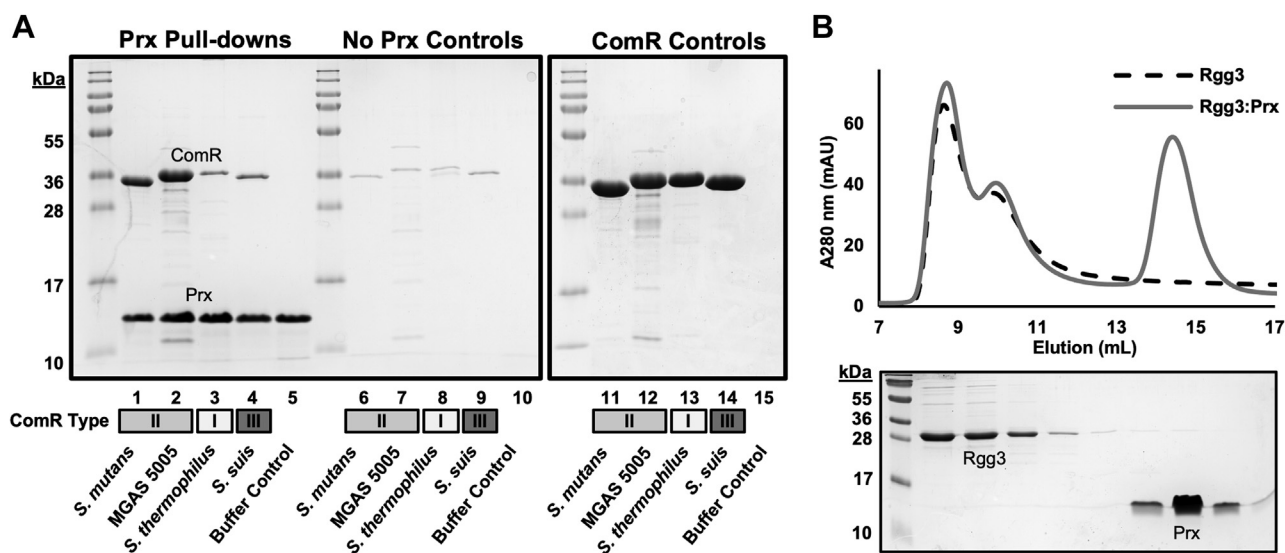 A
Prx Pull-downs
No Prx Controls
ComR Controls
kDa
55
36
28
17
10
ComR
Prx
1 2 3 4 5 6 7 8 9 10 11 12 13 14 15
ComR Type II I III II I III II I III
S. mutans
MGAS 5005
S. thermophilus
S. suis
Buffer Control
S. mutans
MGAS 5005
S. thermophilus
S. suis
Buffer Control
S. mutans
MGAS 5005
S. thermophilus
S. suis
Buffer Control
B
Rgg3
Rgg3:Prx
A280 nm (mAU)
60
40
20
0
7 9 11 13 15 17
Elution (mL)
kDa
55
36
28
17
10
Rgg3
Prx